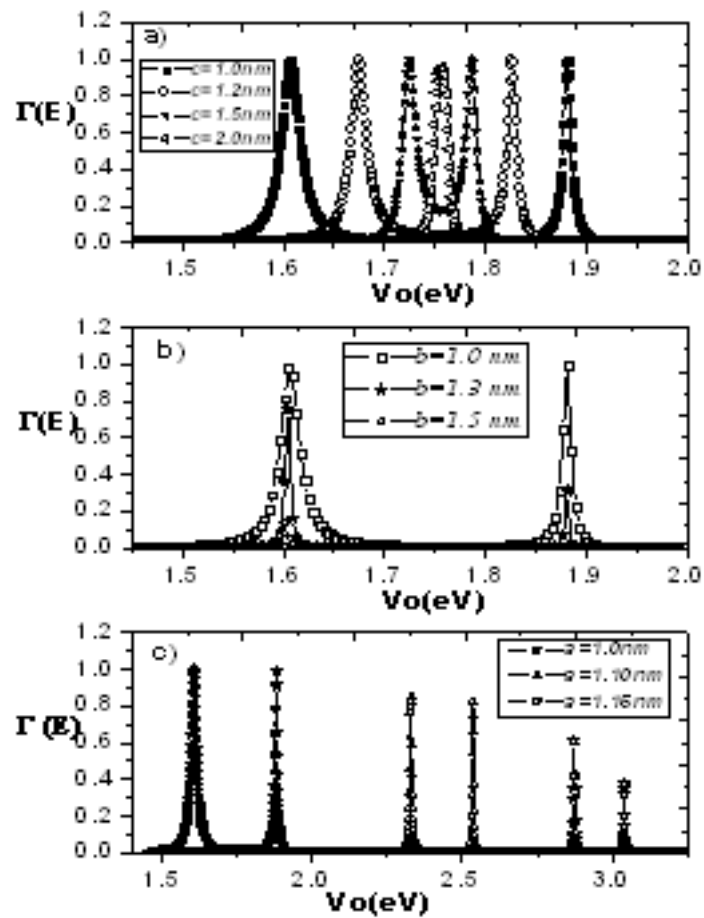 a)
1.2
1.0
0.8
0.6
0.4
0.2
0.0
Γ(E)
c=1.0nm
c=1.2nm
c=1.5nm
c=2.0nm
1.5 1.6 1.7 1.8 1.9 2.0
Vo(eV)
b)
1.2
1.0
0.8
0.6
0.4
0.2
0.0
Γ(E)
b=1.0 nm
b=1.3 nm
b=1.5 nm
1.5 1.6 1.7 1.8 1.9 2.0
Vo(eV)
c)
1.2
1.0
0.8
0.6
0.4
0.2
0.0
Γ (E)
a=1.0nm
a=1.10nm
1.5 2.0 2.5 3.0
Vo(eV)